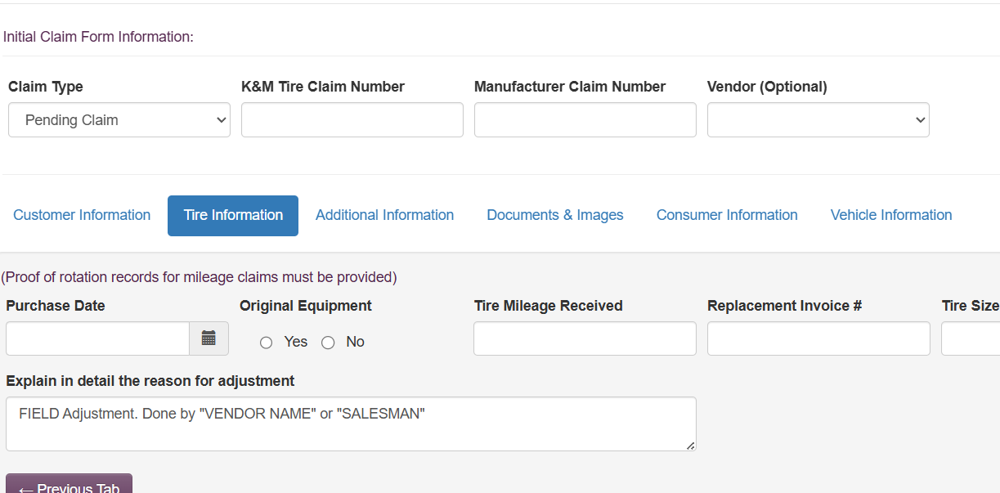 Initial Claim Form Information:
Claim Type K&M Tire Claim Number Manufacturer Claim Number Vendor (Optional)
Pending Claim
Customer Information Tire Information Additional Information Documents & Images Consumer Information Vehicle Information
(Proof of rotation records for mileage claims must be provided)
Purchase Date Original Equipment Tire Mileage Received Replacement Invoice # Tire Size
Yes No
Explain in detail the reason for adjustment
FIELD Adjustment. Done by "VENDOR NAME" or "SALESMAN"
← Previous Tab